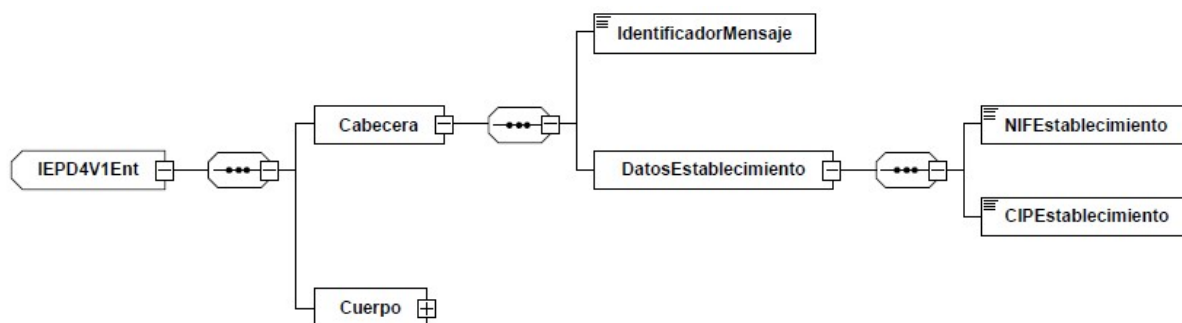 IdentificadorMensaje
Cabecera
NIFEstablecimiento
IEPD4V1Ent
DatosEstablecimiento
CIPEstablecimiento
Cuerpo